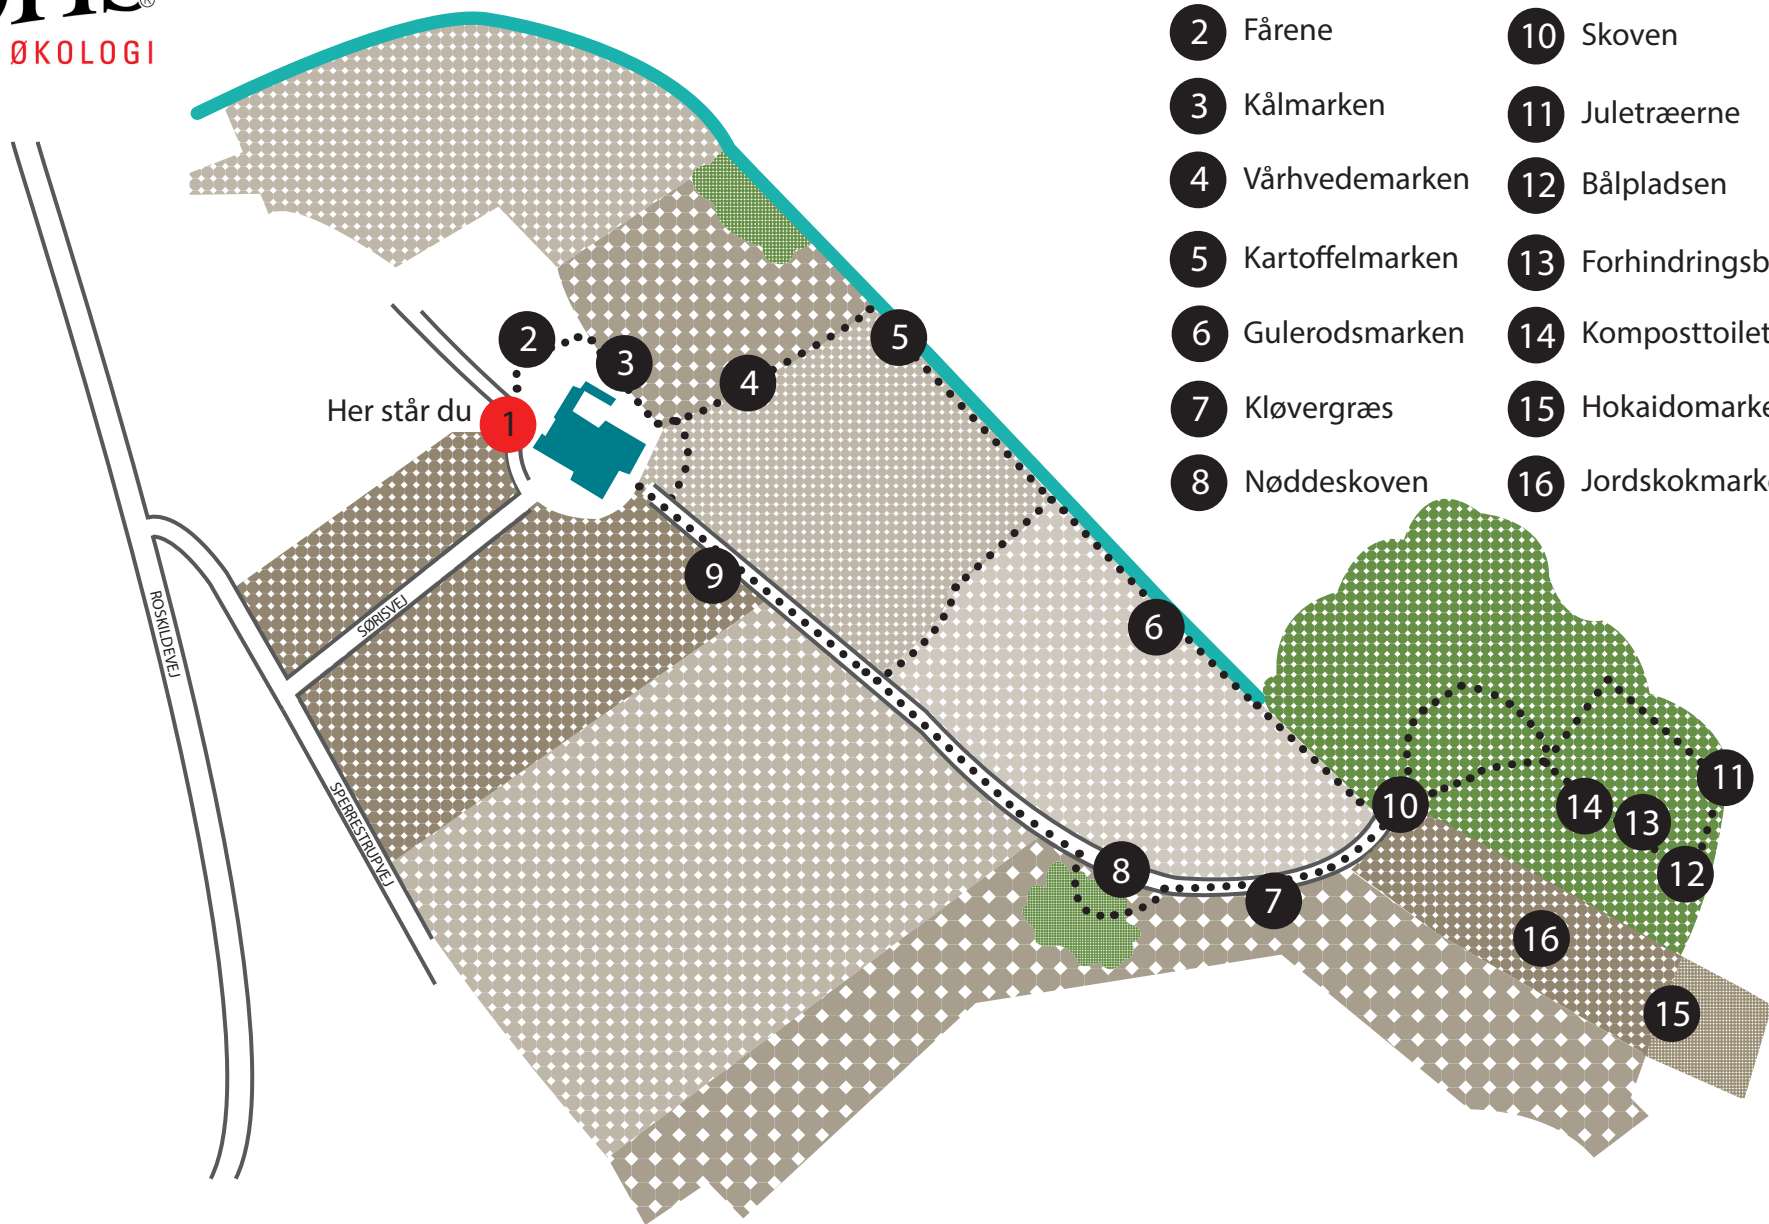 ØKOLOGI
2 Fårene
3 Kålmarken
4 Vårhvedemarken
5 Kartoffelmarken
6 Gulerodsmarken
7 Kløvergræs
8 Nøddeskoven
10 Skoven
11 Juletræerne
12 Bålpladsen
13
14 Komposttoilet
15
16
2
3
4
5
Her står du 1
9
6
SØRISVEJ
ROSKILDEVEJ
SPERRESTRUPVEJ
10
11
14
13
8
12
7
16
15